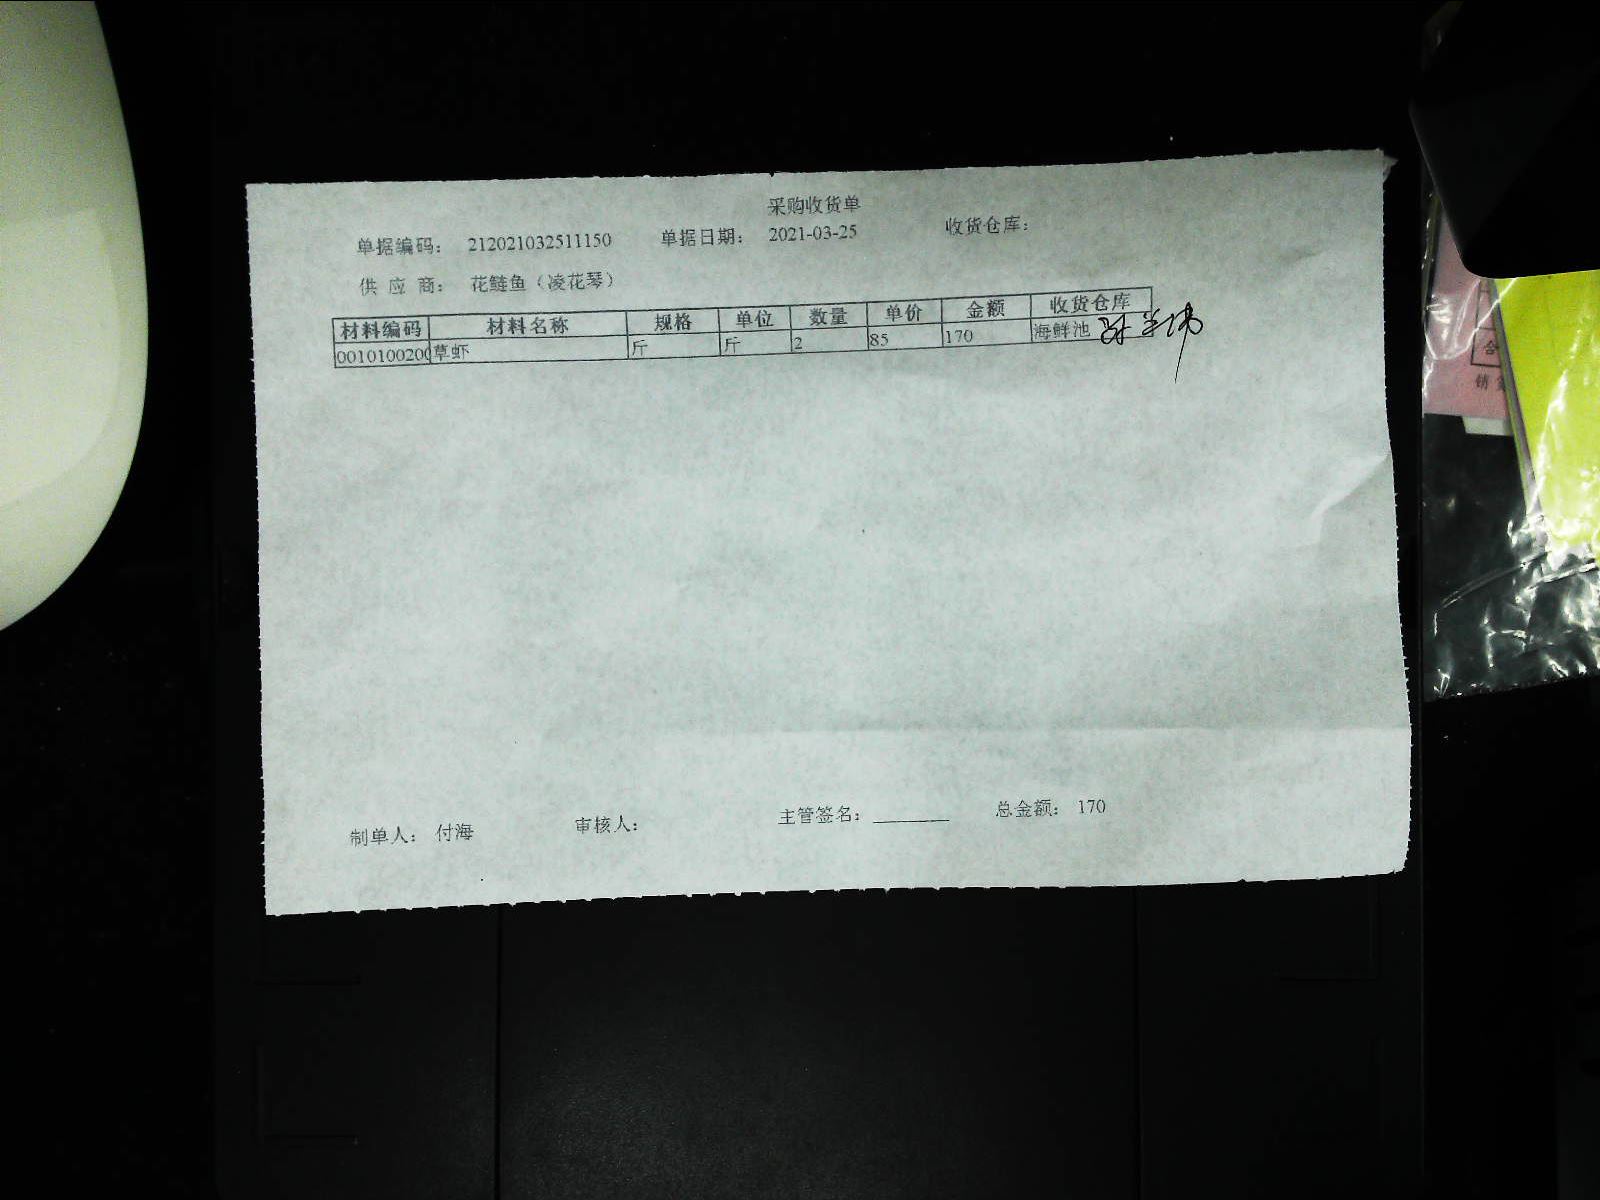 采购收货单
单据编码： 212021032511150 单据日期： 2021-03-25 收货仓库：
供 应 商： 花鲢鱼（凌花琴）
材料编码 材料名称 规格 单位 数量 单价 金额 收货仓库
0010100200 草虾 斤 斤 2 85 170 海鲜池
制单人： 付海 审核人： 主管签名： ________ 总金额： 170
合
销